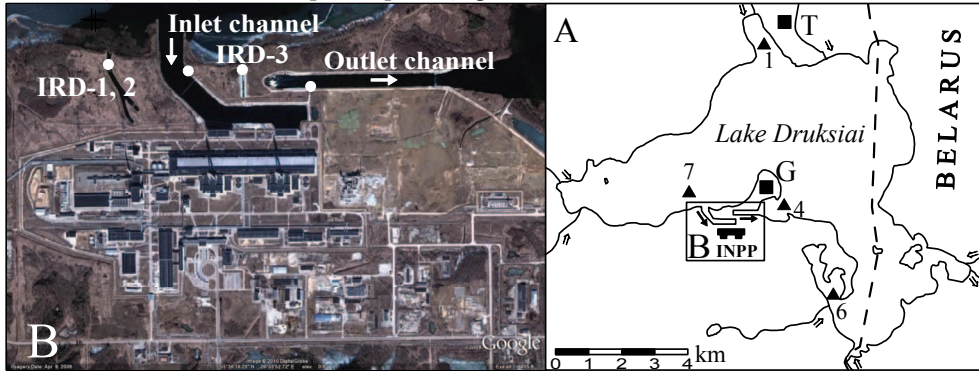 Inlet channel
IRD-3
Outlet channel
IRD-1, 2
B
Google
A
T
1
Lake Druksiai
BELARUS
7
G
4
B INPP
6
0 1 2 3 4 km